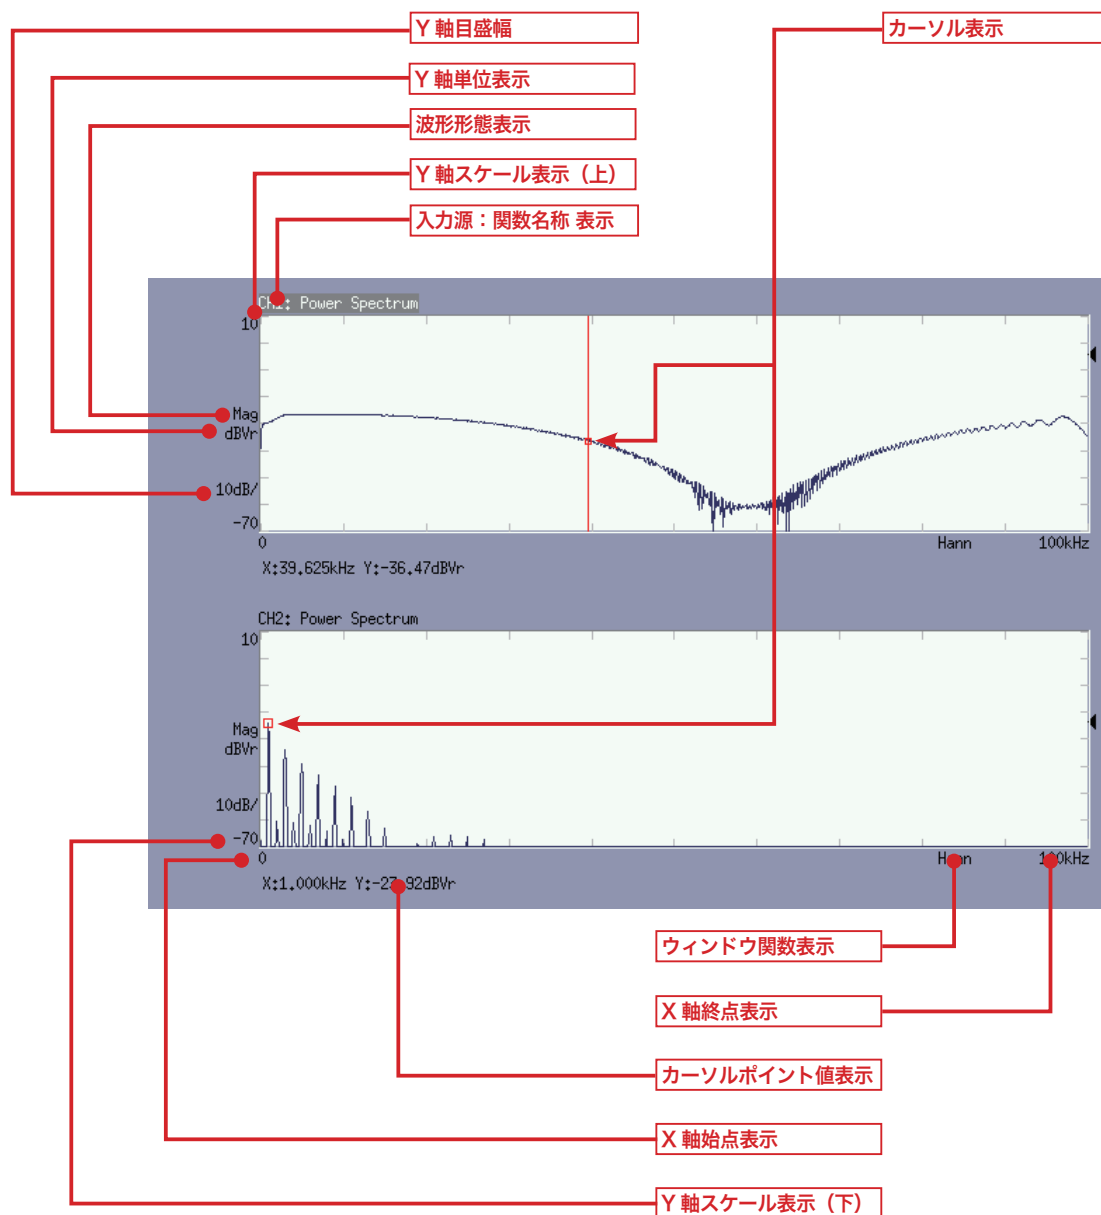 Y 軸目盛幅
カーソル表示
Y 軸単位表示
波形形態表示
Y 軸スケール表示（上）
入力源：関数名称 表示
CH1: Power Spectrum
10
Mag
dBVr
10dB/
-70
0
Hann
100kHz
X:39.625kHz Y:-36.47dBVr
CH2: Power Spectrum
10
Mag
dBVr
10dB/
-70
0
Hann
100kHz
X:1.000kHz Y:-23.92dBVr
ウィンドウ関数表示
X 軸終点表示
カーソルポイント値表示
X 軸始点表示
Y 軸スケール表示（下）